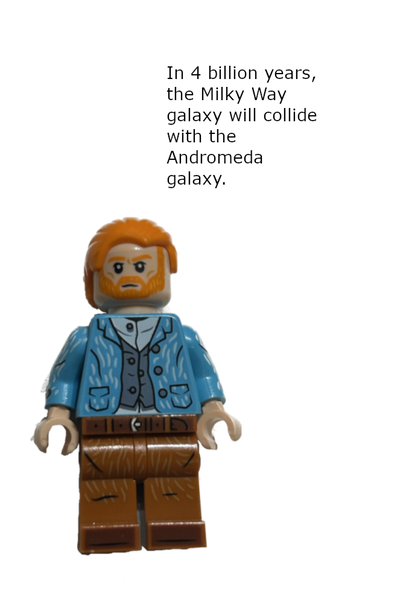 In 4 billion years,
the Milky Way
galaxy will collide
with the
Andromeda
galaxy.